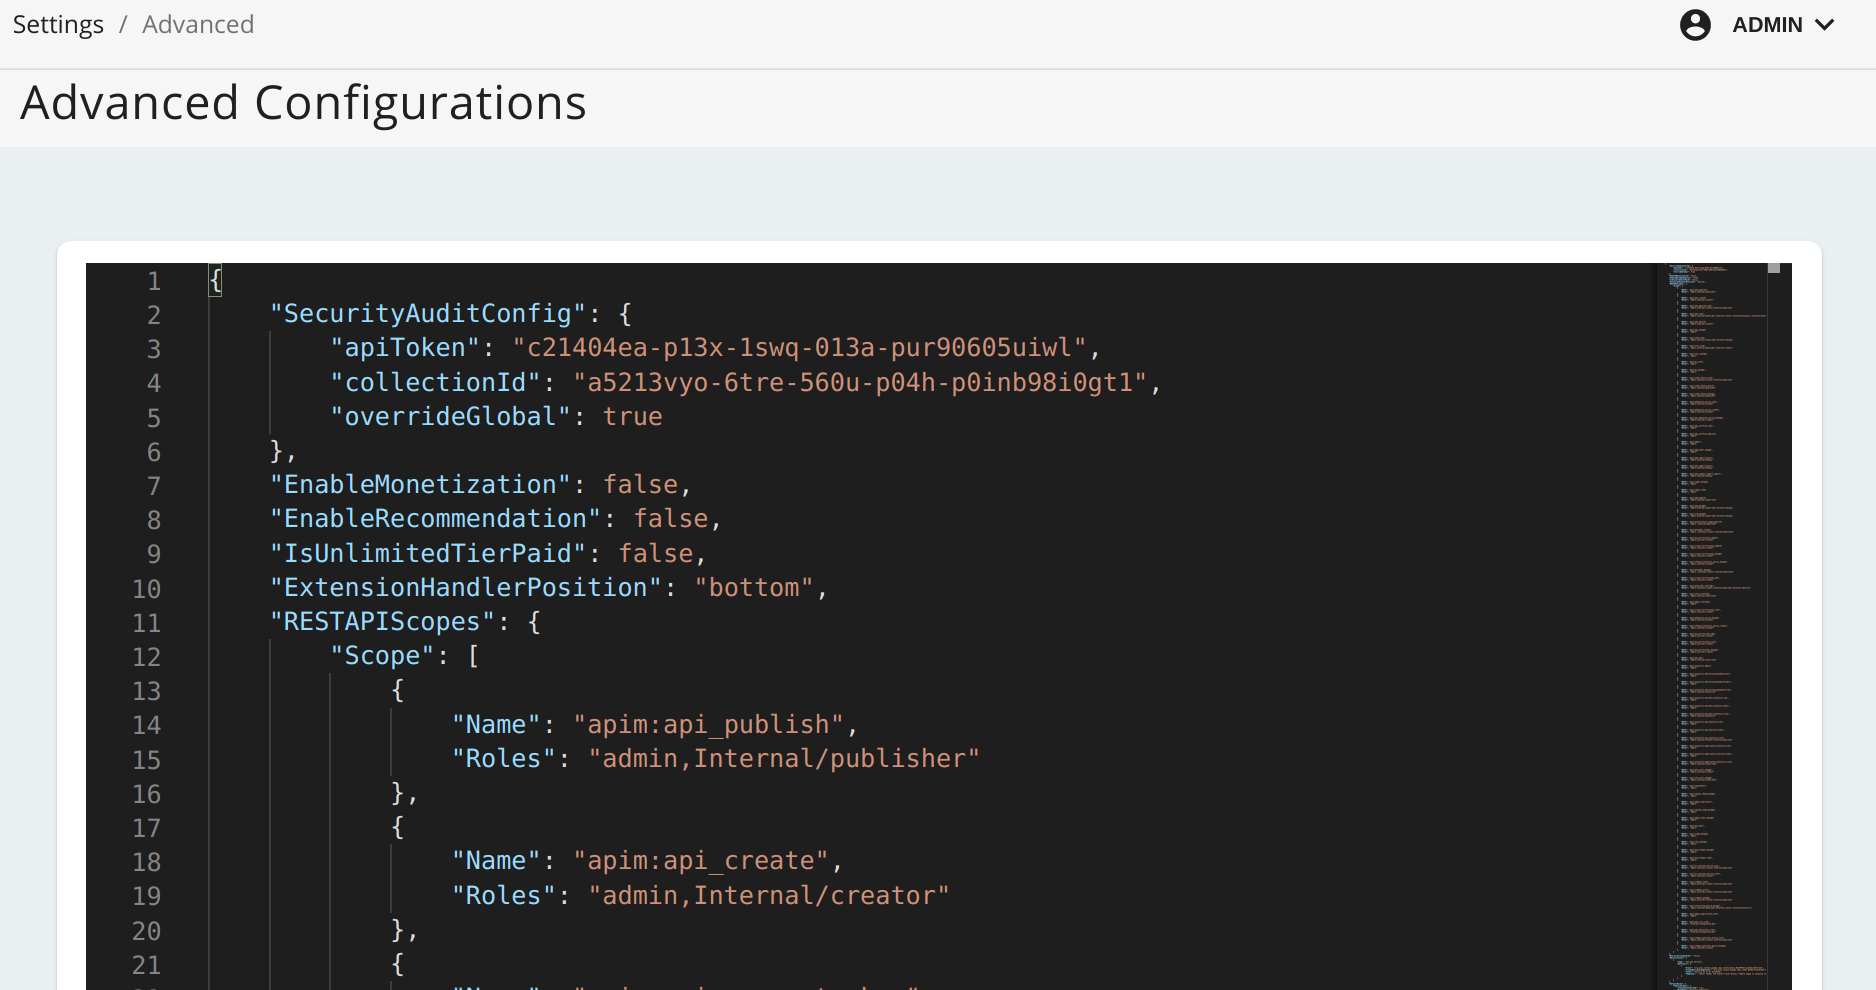 Settings / Advanced
ADMIN
Advanced Configurations
1 {
2 "SecurityAuditConfig": {
3 "apiToken": "c21404ea-p13x-1swq-013a-pur90605uiwl",
4 "collectionId": "a5213vyo-6tre-560u-p04h-p0inb98i0gt1",
5 "overrideGlobal": true
6 },
7 "EnableMonetization": false,
8 "EnableRecommendation": false,
9 "IsUnlimitedTierPaid": false,
10 "ExtensionHandlerPosition": "bottom",
11 "RESTAPIScopes": {
12 "Scope": [
13 {
14 "Name": "apim:api_publish",
15 "Roles": "admin,Internal/publisher"
16 },
17 {
18 "Name": "apim:api_create",
19 "Roles": "admin,Internal/creator"
20 },
21 {